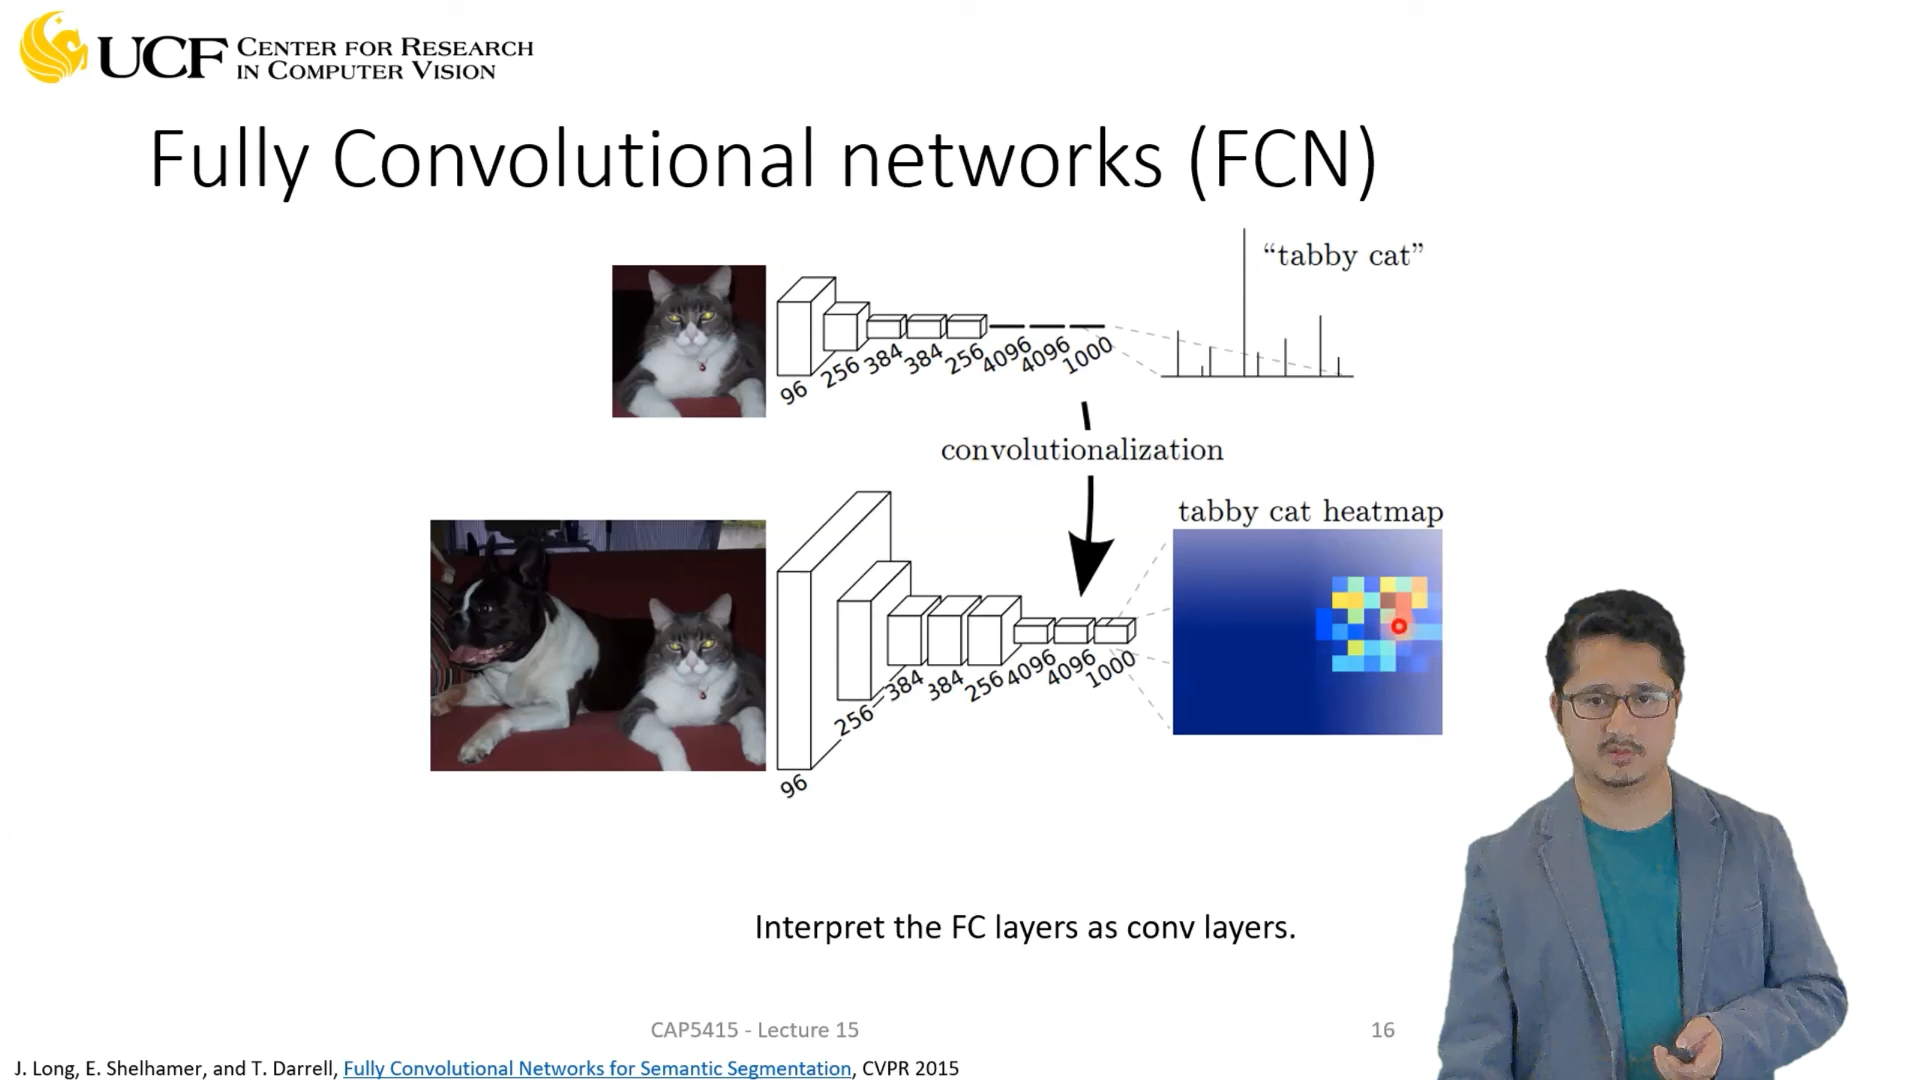 UCF CENTER FOR RESEARCH
IN COMPUTER VISION
Fully Convolutional networks (FCN)
“tabby cat”
96 256 384 384 256 4096 4096 1000
convolutionalization
tabby cat heatmap
96 256 384 384 256 4096 4096 1000
Interpret the FC layers as conv layers.
CAP5415 - Lecture 15
16
J. Long, E. Shelhamer, and T. Darrell, Fully Convolutional Networks for Semantic Segmentation, CVPR 2015